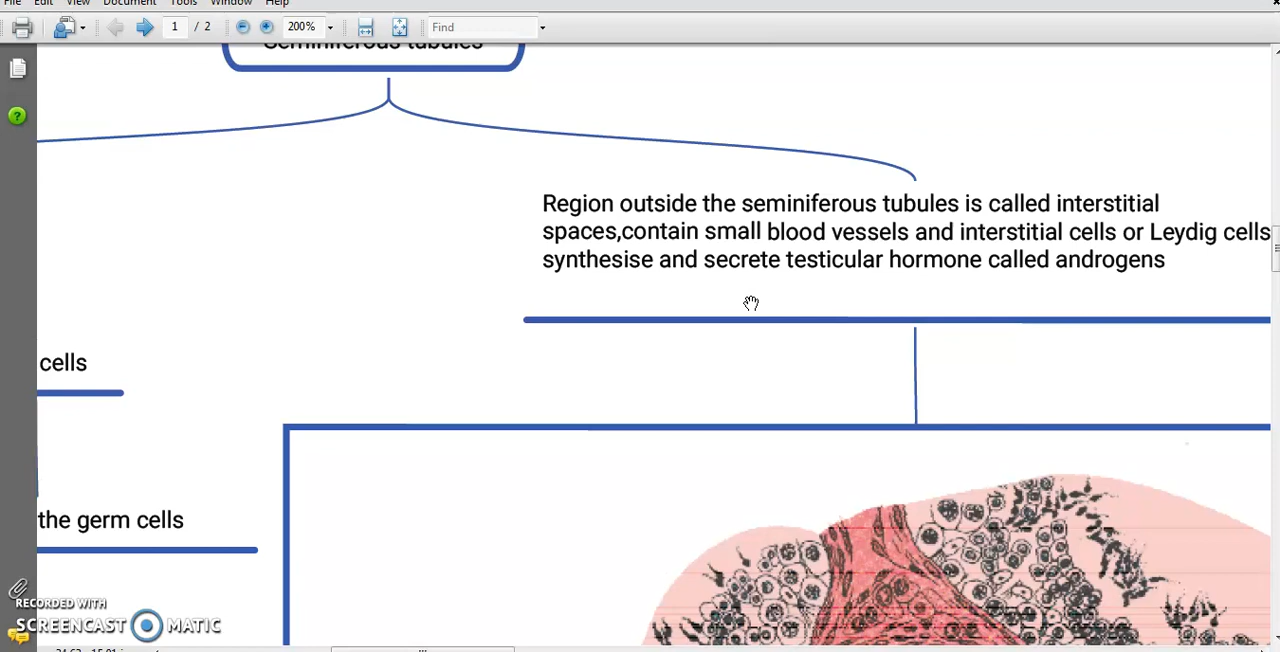 File Edit View Document Tools Window Help
1 / 2 200% Find
Seminiferous tubules
Region outside the seminiferous tubules is called interstitial
spaces,contain small blood vessels and interstitial cells or Leydig cells
synthesise and secrete testicular hormone called androgens
cells
the germ cells
RECORDED WITH
SCREENCAST MATIC